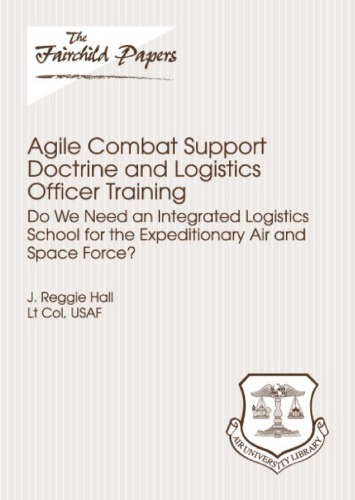 The
Fairchild Papers
Agile Combat Support
Doctrine and Logistics
Officer Training
Do We Need an Integrated Logistics
School for the Expeditionary Air and
Space Force?
J. Reggie Hall
Lt Col, USAF
AIR UNIVERSITY LIBRARY